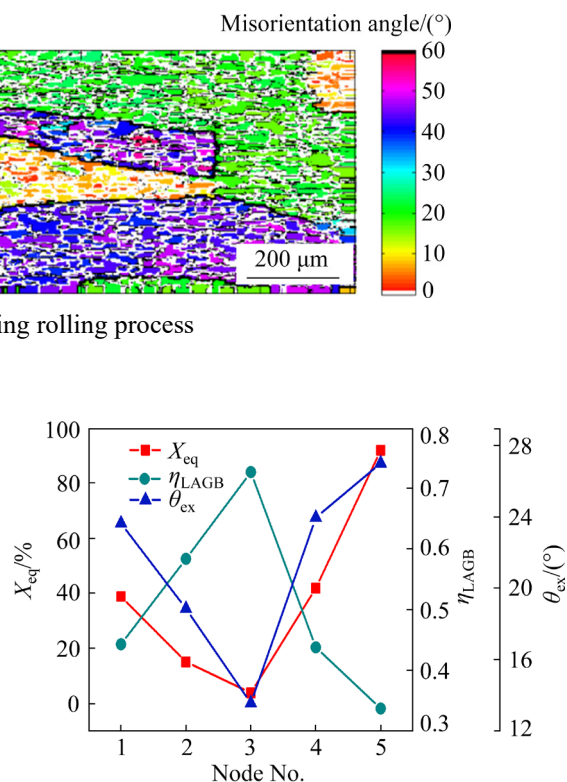 Misorientation angle/(°)
60
50
40
30
20
10
0
200 μm
ing rolling process
100
80
60
40
20
0
X_eq/%
X_eq
η_LAGB
θ_ex
0.8
0.7
0.6
0.5
0.4
0.3
η_LAGB
28
24
20
16
12
θ_ex/(°)
1 2 3 4 5
Node No.